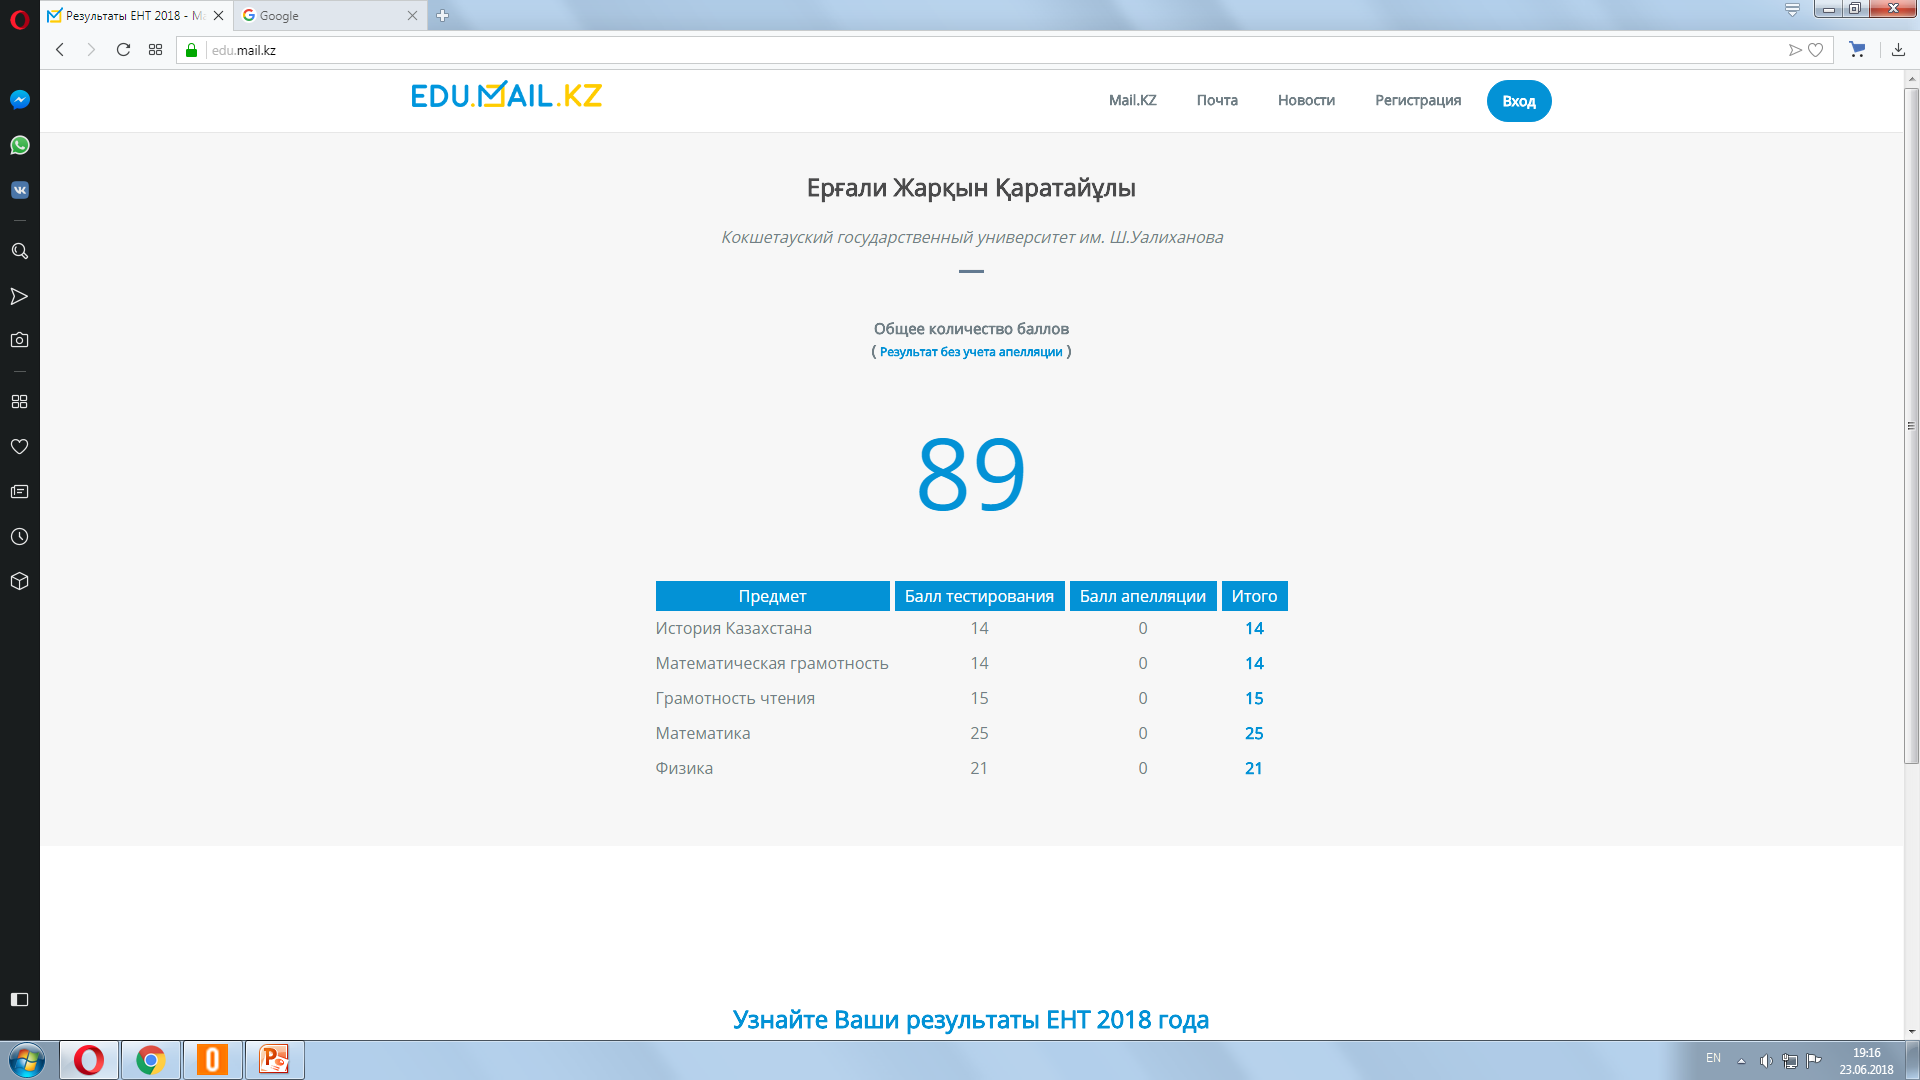 Результаты ЕНТ 2018 - Ма
Google
edu.mail.kz
EDU.MAIL.KZ
Mail.KZ Почта Новости Регистрация Вход
Ерғали Жарқын Қаратайұлы
Кокшетауский государственный университет им. Ш.Уалиханова
Общее количество баллов
( Результат без учета апелляции )
89
Предмет Балл тестирования Балл апелляции Итого
История Казахстана 14 0 14
Математическая грамотность 14 0 14
Грамотность чтения 15 0 15
Математика 25 0 25
Физика 21 0 21
Узнайте Ваши результаты ЕНТ 2018 года
EN
19:16
23.06.2018